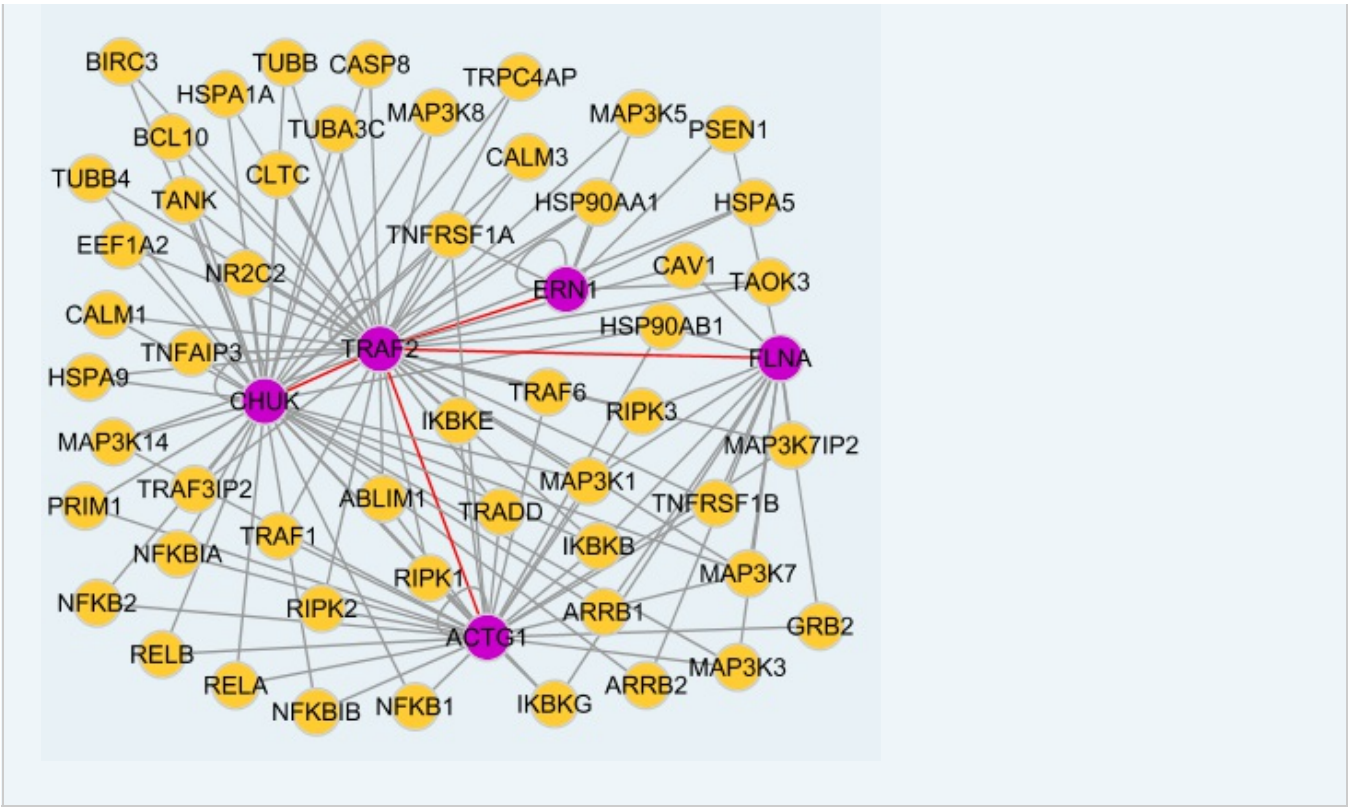 BIRC3
TUBB
CASP8
TRPC4AP
HSPA1A
MAP3K8
MAP3K5
PSEN1
BCL10
TUBA3C
CALM3
TUBB4
CLTC
TANK
HSP90AA1
HSPA5
EEF1A2
TNFRSF1A
NR2C2
CAV1
TAOK3
ERN1
CALM1
HSP90AB1
TNFAIP3
TRAF2
FLNA
HSPA9
CHUK
TRAF6
RIPK3
IKBKE
MAP3K14
MAP3K7IP2
MAP3K1
TRAF3IP2
ABLIM1
TNFRSF1B
PRIM1
TRADD
TRAF1
IKBKB
NFKBIA
RIPK1
MAP3K7
NFKB2
RIPK2
ARRB1
GRB2
ACTG1
RELB
MAP3K3
RELA
ARRB2
NFKBIB
NFKB1
IKBKG